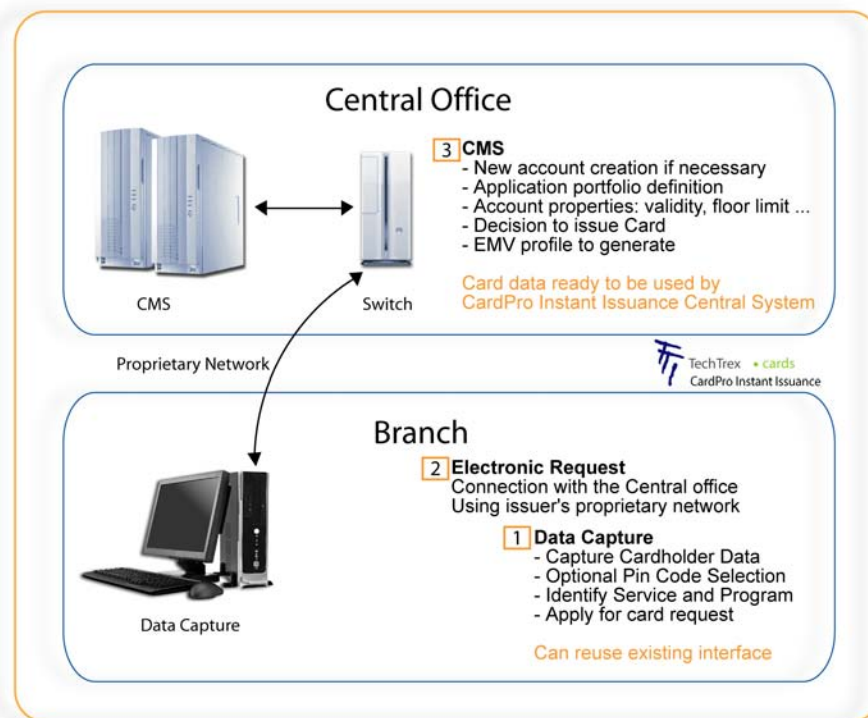 Central Office
3 CMS
- New account creation if necessary
- Application portfolio definition
- Account properties: validity, floor limit ...
- Decision to issue Card
- EMV profile to generate
Card data ready to be used by
CardPro Instant Issuance Central System
CMS
Switch
Proprietary Network
TechTrex • cards
CardPro Instant Issuance
Branch
2 Electronic Request
Connection with the Central office
Using issuer's proprietary network
1 Data Capture
- Capture Cardholder Data
- Optional Pin Code Selection
- Identify Service and Program
- Apply for card request
Can reuse existing interface
Data Capture